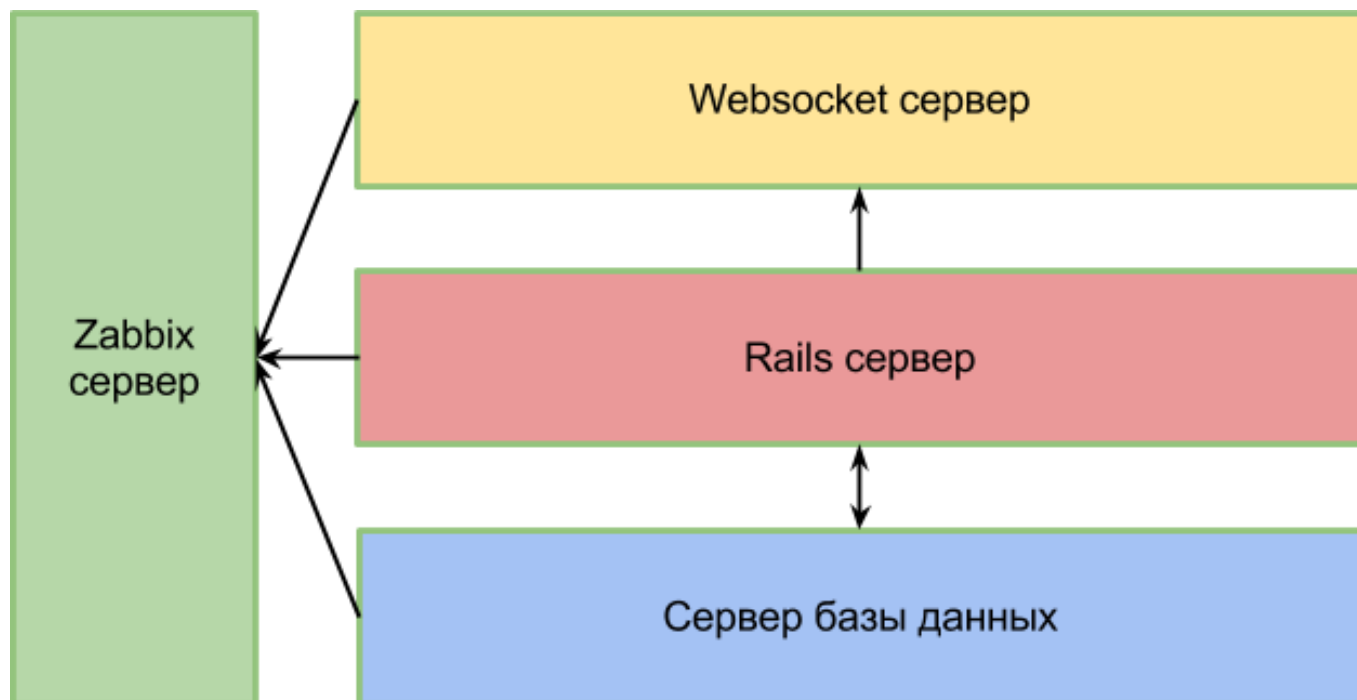 Websocket сервер
Zabbix
сервер
Rails сервер
Сервер базы данных